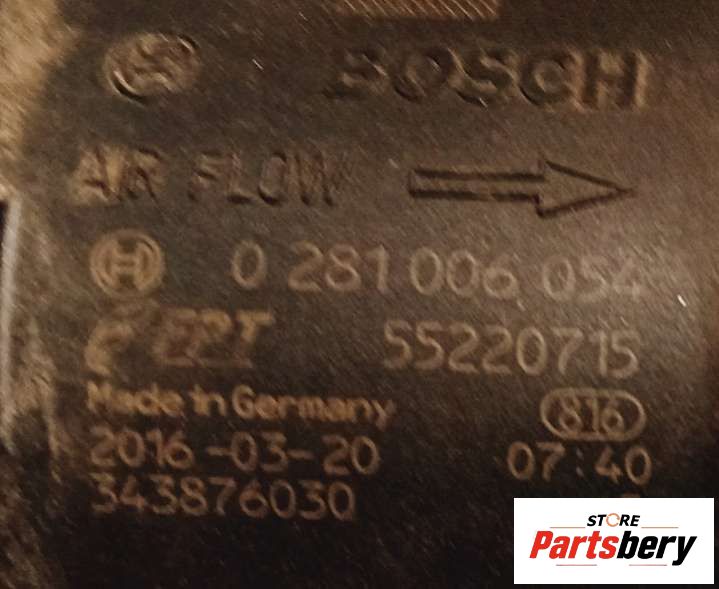 BOSCH
AIR FLOW
0 281 006 054
FPT 55220715
Made in Germany 816
2016-03-20 07:40
343876030
STORE
Partsbery